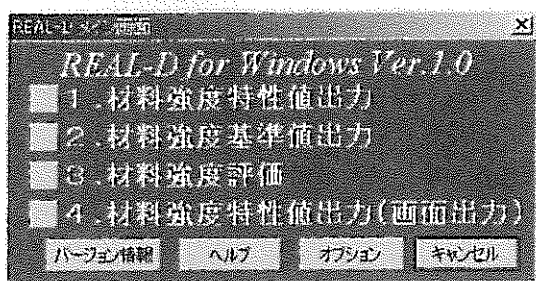 REAL-D メイン画面
REAL-D for Windows Ver.1.0
1.材料強度特性値出力
2.材料強度基準値出力
3.材料強度評価
4.材料強度特性値出力(画面出力)
バージョン情報 ヘルプ オプション キャンセル